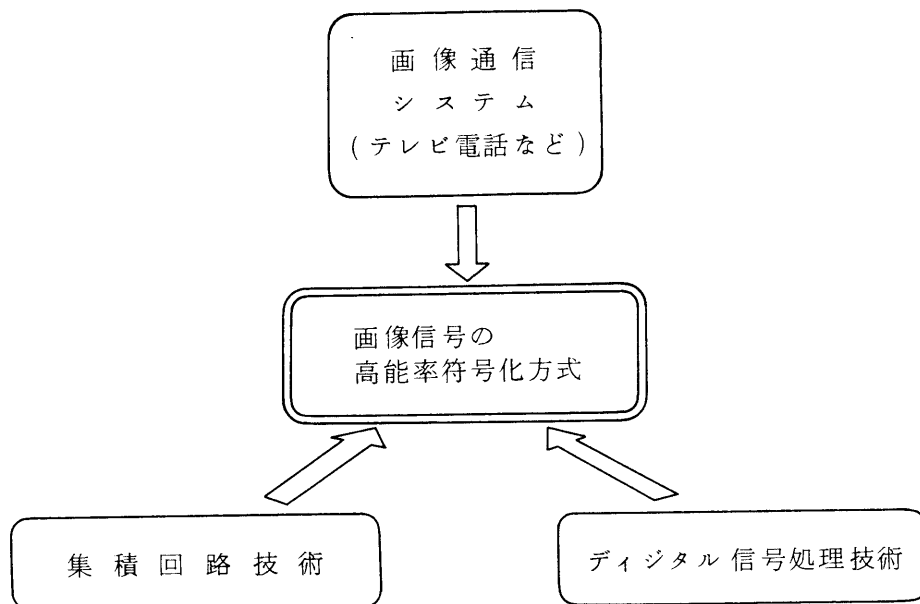 画像通信
システム
(テレビ電話など)
画像信号の
高能率符号化方式
集積回路技術
ディジタル信号処理技術